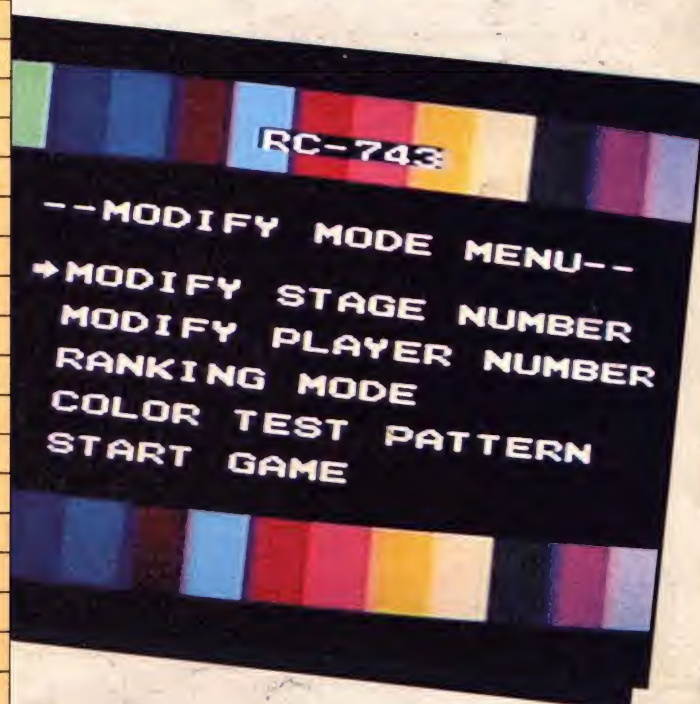 RC-743
--MODIFY MODE MENU--
➡MODIFY STAGE NUMBER
MODIFY PLAYER NUMBER
RANKING MODE
COLOR TEST PATTERN
START GAME